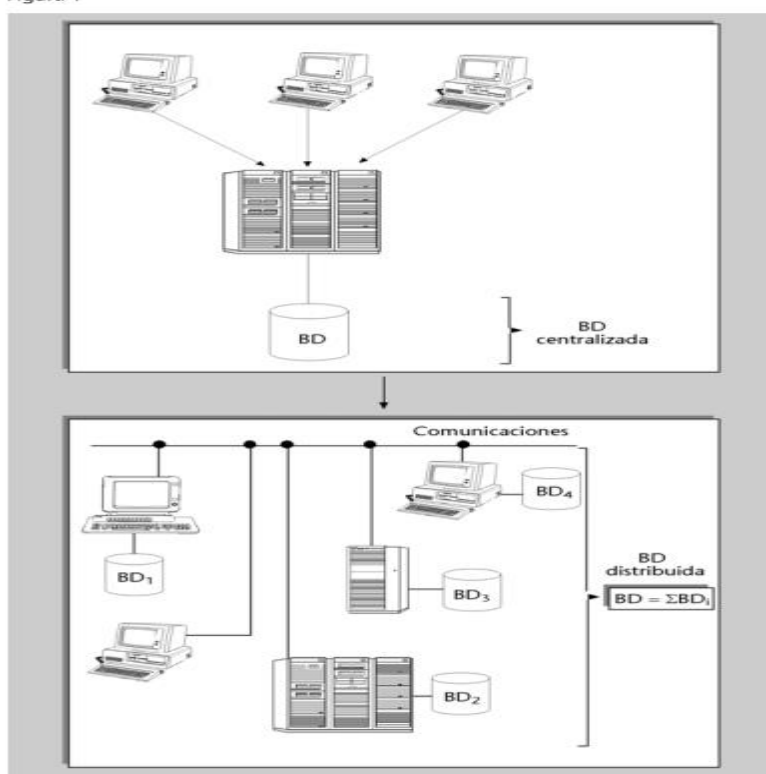 BD
BD
centralizada
Comunicaciones
BD₁
BD₄
BD₃
BD₂
BD
distribuida
BD = ΣBDᵢ